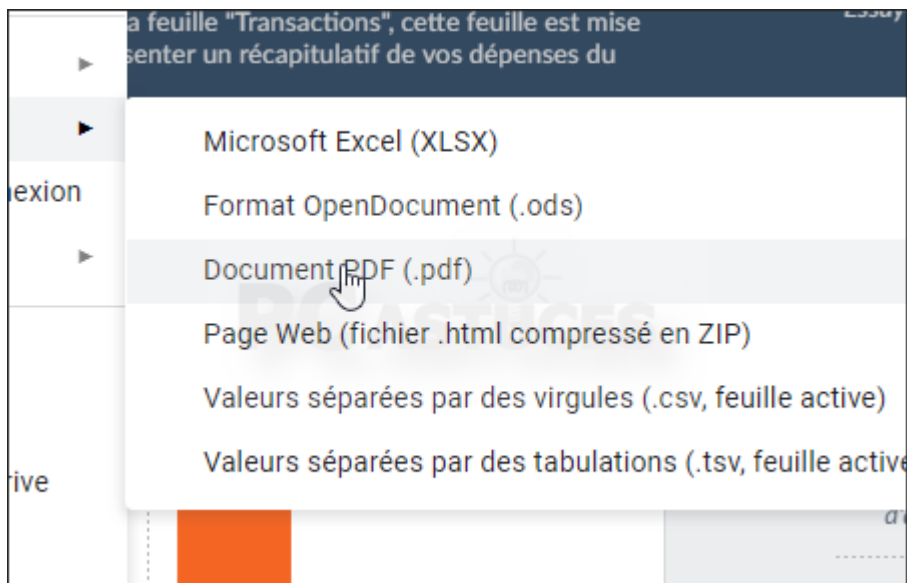 a feuille "Transactions", cette feuille est mise
senter un récapitulatif de vos dépenses du
Microsoft Excel (XLSX)
nexion
Format OpenDocument (.ods)
Document PDF (.pdf)
PC ASTUCES
Page Web (fichier .html compressé en ZIP)
Valeurs séparées par des virgules (.csv, feuille active)
Valeurs séparées par des tabulations (.tsv, feuille active
rive